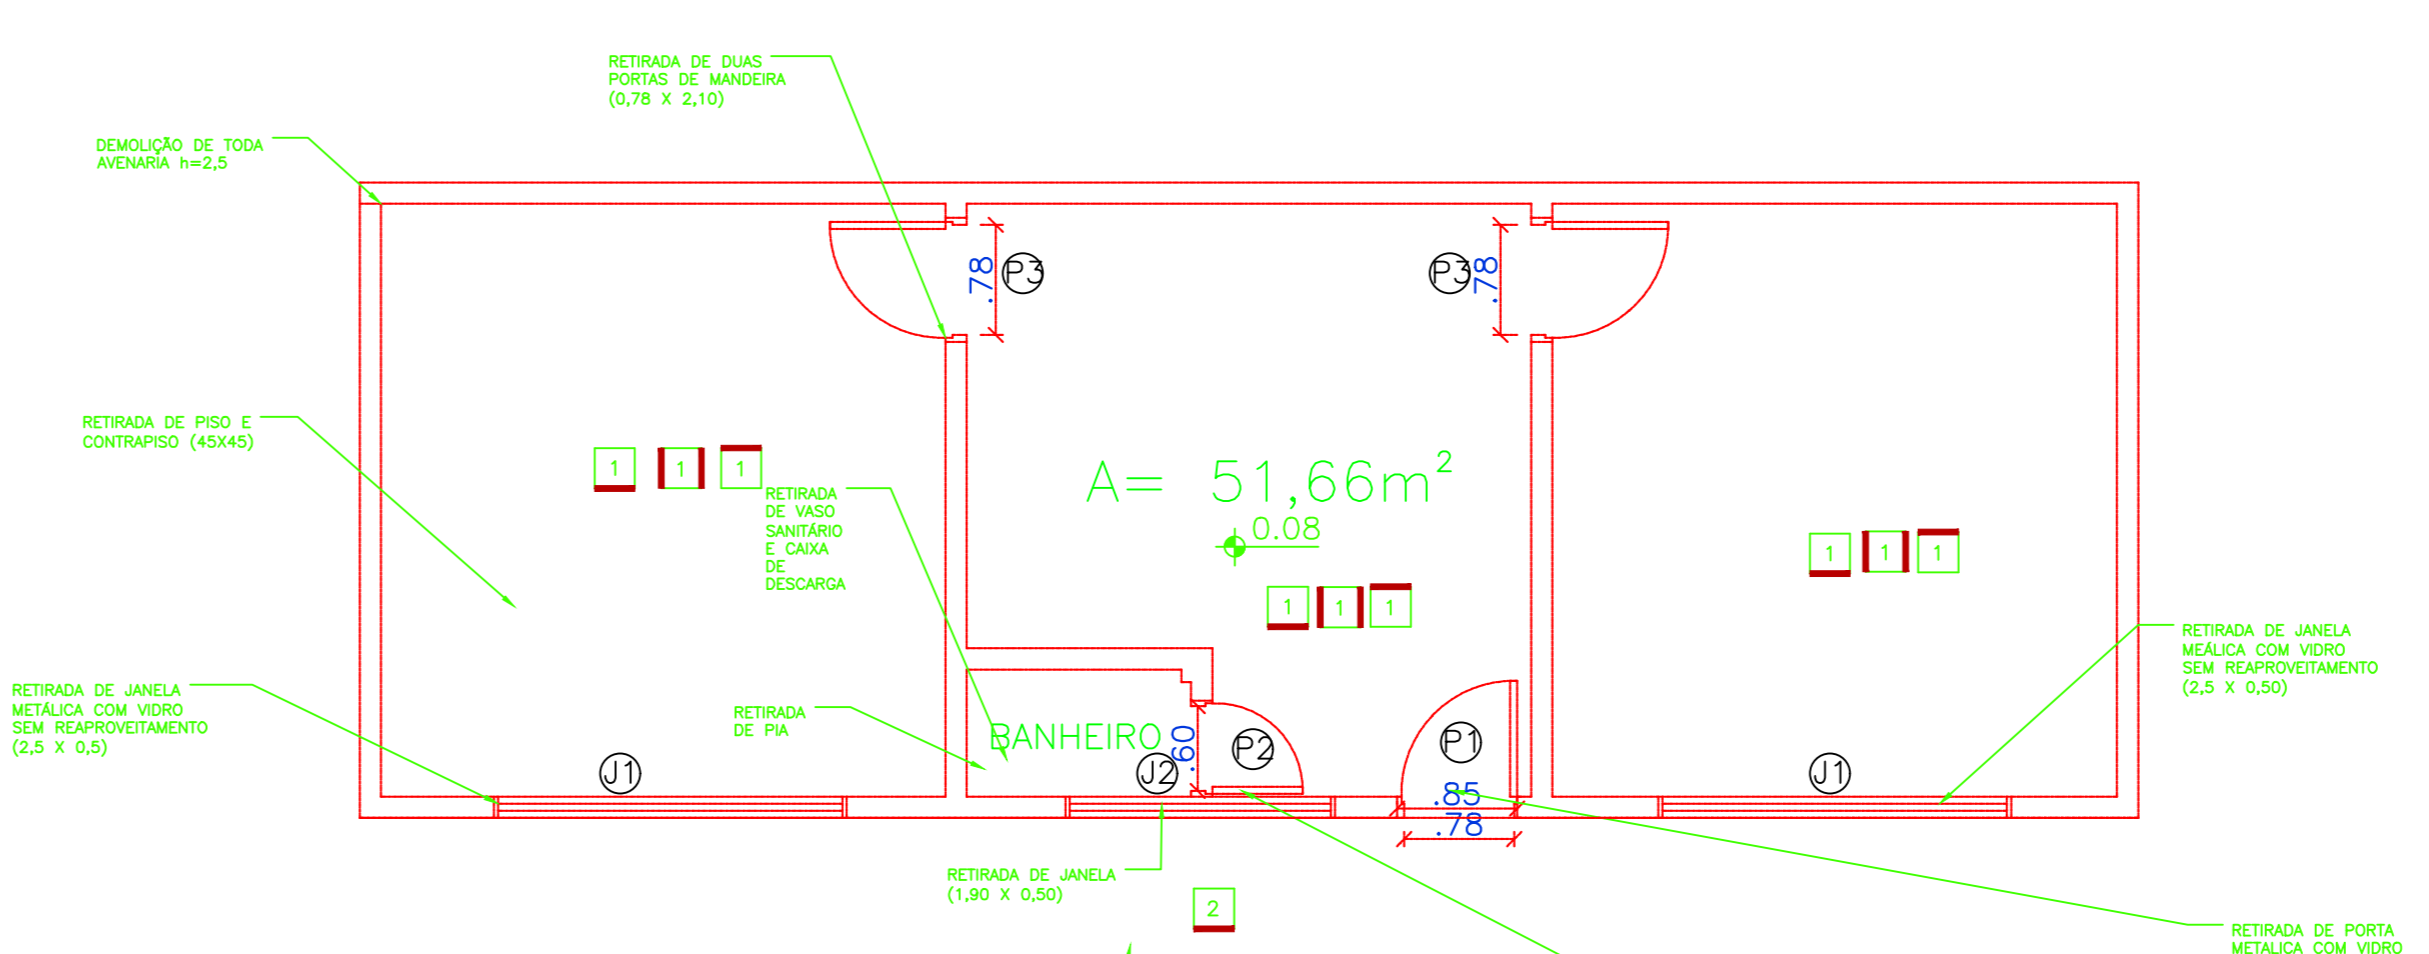 RETIRADA DE DUAS
PORTAS DE MANDEIRA
(0,78 X 2,10)
DEMOLIÇÃO DE TODA
AVENARIA h=2,5
.78
P3
P3
.78
RETIRADA DE PISO E
CONTRAPISO (45X45)
1
1
1
RETIRADA
DE VASO
SANITÁRIO
E CAIXA
DE
DESCARGA
A= 51,66m²
0.08
1
1
1
1
1
1
RETIRADA DE JANELA
MEÁLICA COM VIDRO
SEM REAPROVEITAMENTO
(2,5 X 0,50)
RETIRADA DE JANELA
METÁLICA COM VIDRO
SEM REAPROVEITAMENTO
(2,5 X 0,5)
RETIRADA
DE PIA
BANHEIRO
.60
P2
P1
J1
J2
J1
.85
.78
RETIRADA DE JANELA
(1,90 X 0,50)
2
RETIRADA DE PORTA
METALICA COM VIDRO